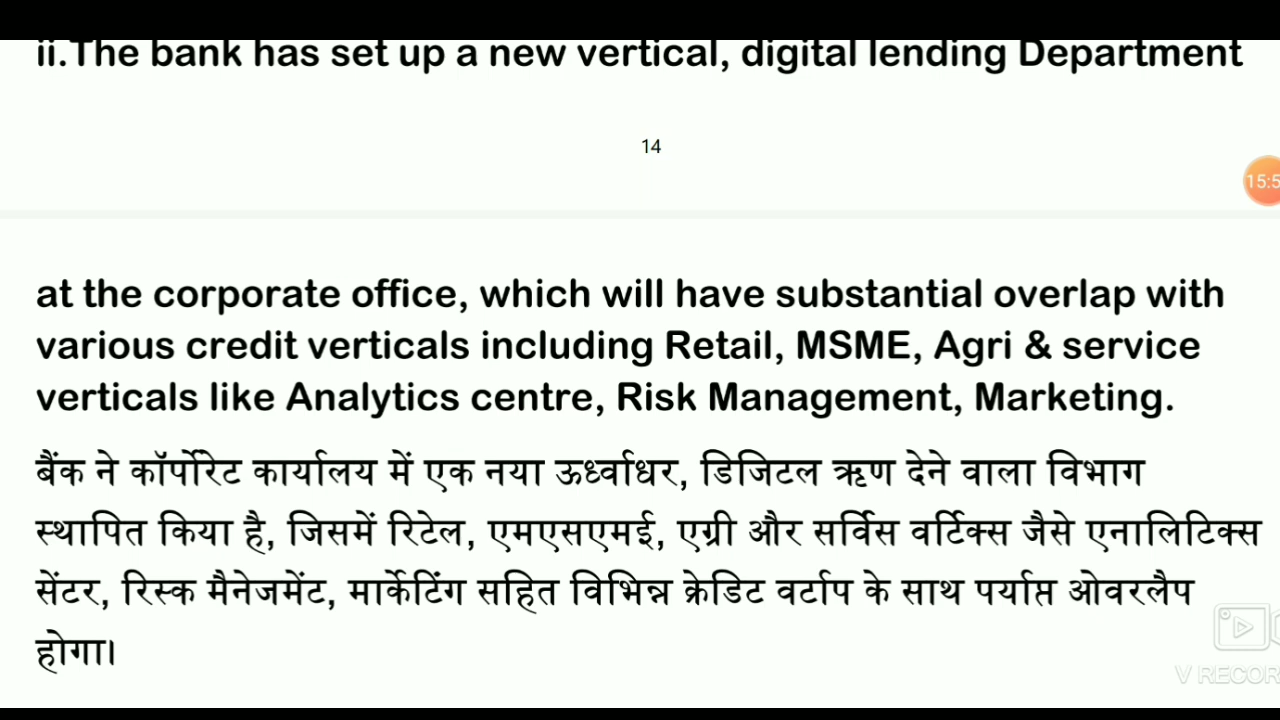 ii.The bank has set up a new vertical, digital lending Department
14
15:5
at the corporate office, which will have substantial overlap with
various credit verticals including Retail, MSME, Agri & service
verticals like Analytics centre, Risk Management, Marketing.
बैंक ने कॉर्पोरेट कार्यालय में एक नया ऊर्ध्वाधर, डिजिटल ऋण देने वाला विभाग
स्थापित किया है, जिसमें रिटेल, एमएसएमई, एग्री और सर्विस वर्टिक्स जैसे एनालिटिक्स
सेंटर, रिस्क मैनेजमेंट, मार्केटिंग सहित विभिन्न क्रेडिट वर्टाप के साथ पर्याप्त ओवरलैप
होगा।
V RECOR